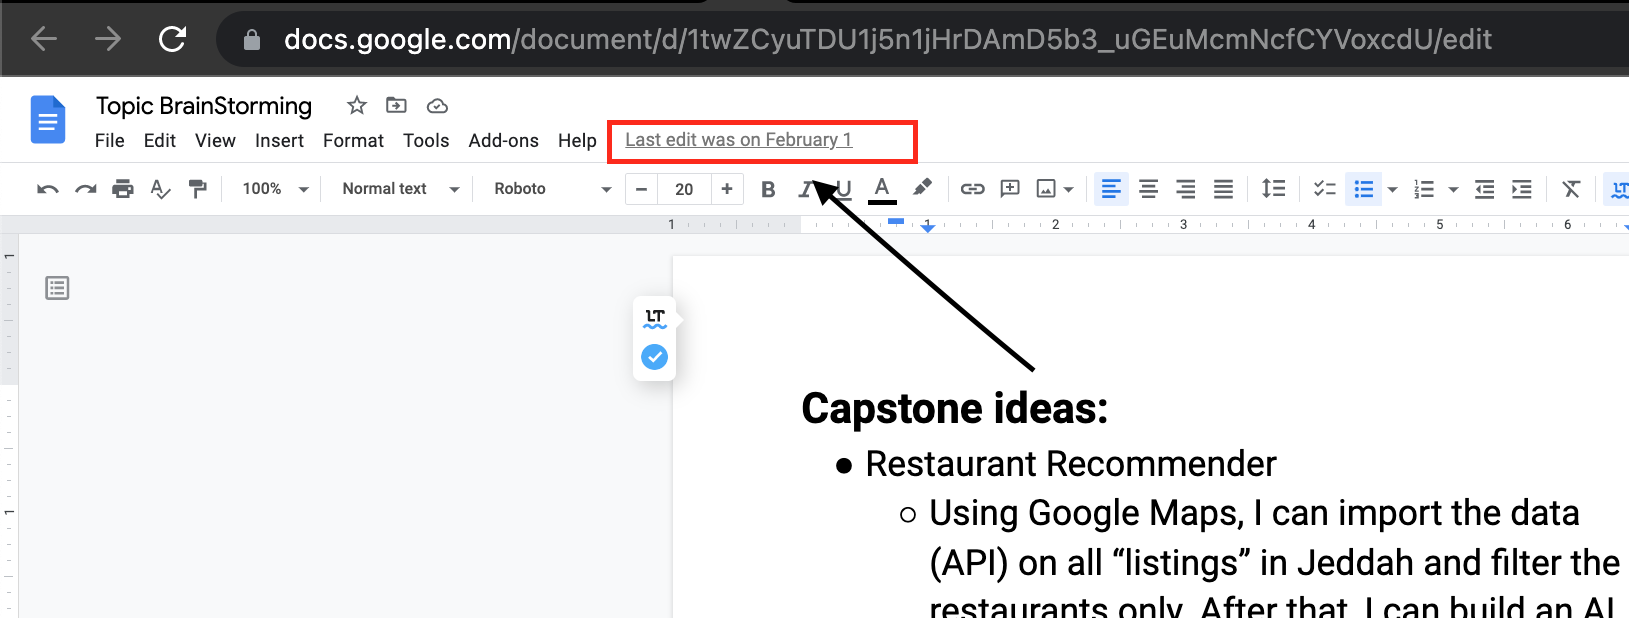 docs.google.com/document/d/1twZCyuTDU1j5n1jHrDAmD5b3_uGEuMcmNcfCYVoxcdU/edit
Topic BrainStorming
File Edit View Insert Format Tools Add-ons Help Last edit was on February 1
100% Normal text Roboto 20 B I U A LT
1 1 2 3 4 5 6
1
LT
Capstone ideas:
● Restaurant Recommender
1
○ Using Google Maps, I can import the data
(API) on all “listings” in Jeddah and filter the
restaurants only. After that, I can build an AI